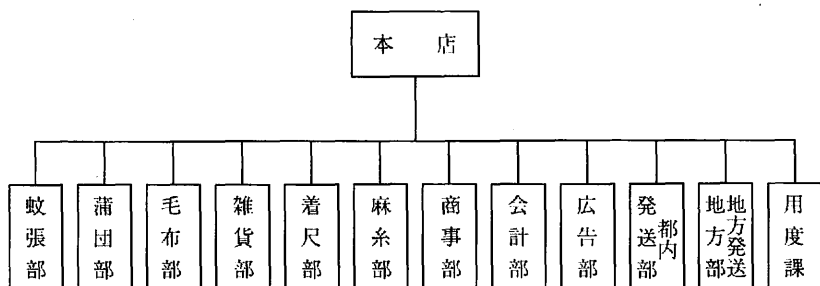 本店
蚊張部
蒲団部
毛布部
雑貨部
着尺部
麻糸部
商事部
会計部
広告部
発送部
都内
地方発送
地方部
用度課